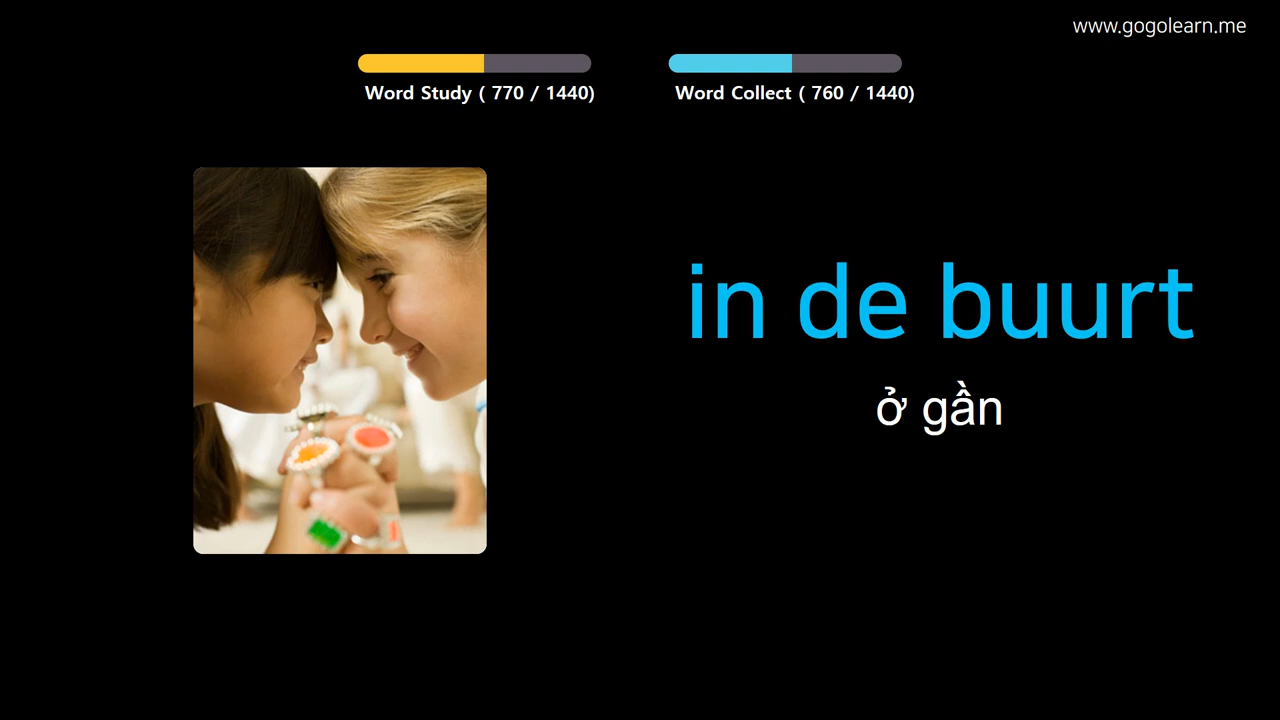 www.gogolearn.me
Word Study ( 770 / 1440)
Word Collect ( 760 / 1440)
in de buurt
ở gần